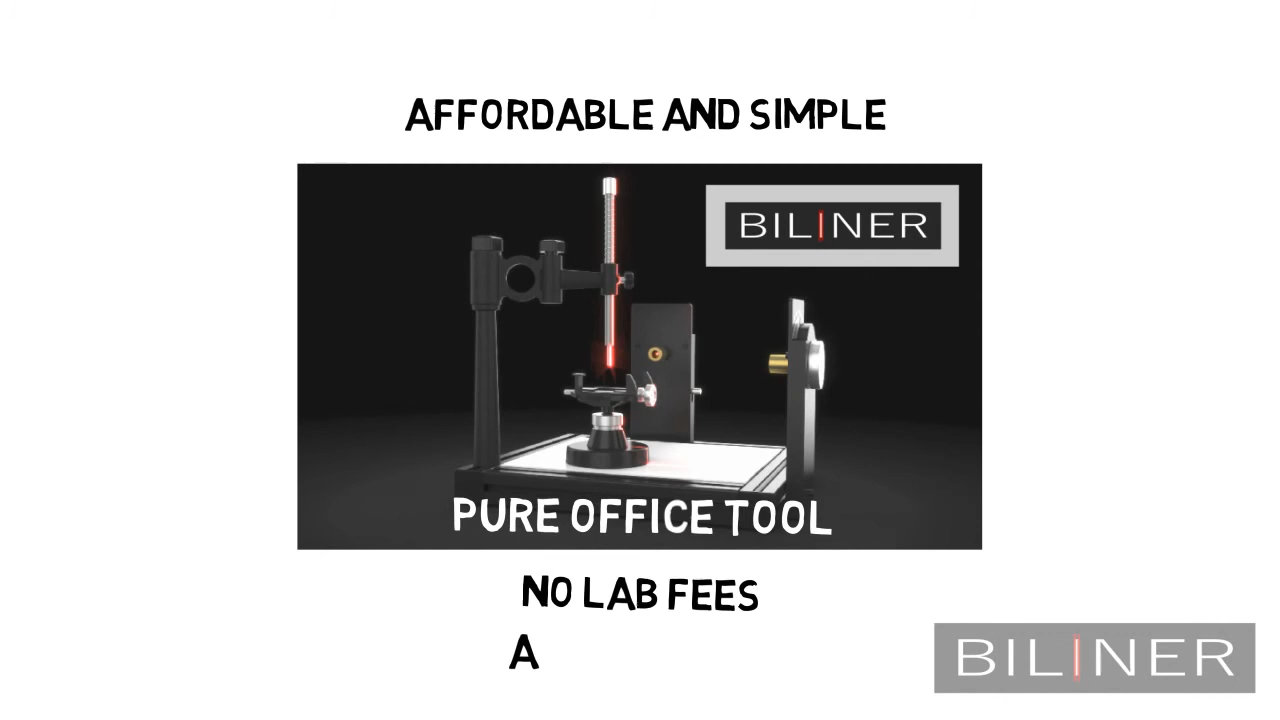 AFFORDABLE AND SIMPLE
BILINER
PURE OFFICE TOOL
NO LAB FEES
A
BILINER